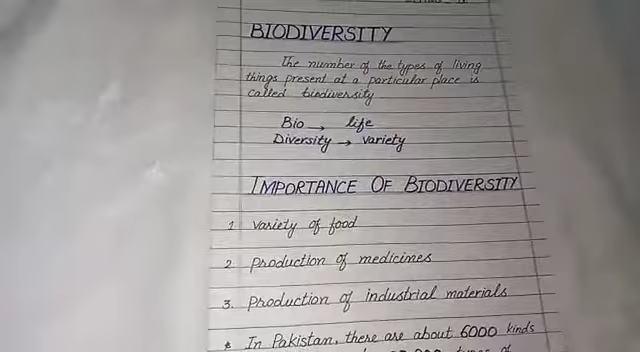 BIODIVERSITY
The number of the types of living
things present at a particular place is
called biodiversity
Bio → life
Diversity → variety
IMPORTANCE OF BIODIVERSITY
1 Variety of food
2 Production of medicines
3. Production of industrial materials
* In Pakistan, there are about 6000 kinds
types of